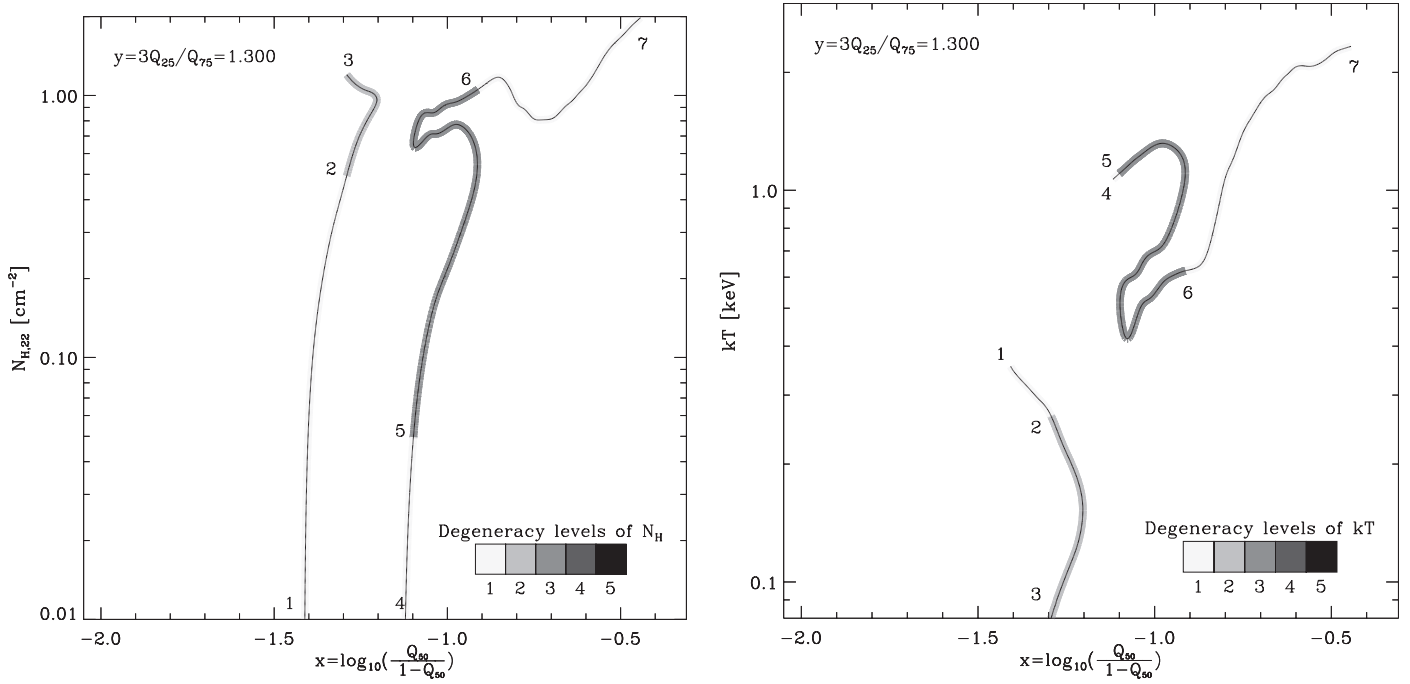 y=3Q25/Q75=1.300
3
6
7
2
5
1
4
1.00
0.10
0.01
N_H,22 [cm⁻²]
Degeneracy levels of N_H
1 2 3 4 5
-2.0 -1.5 -1.0 -0.5
x=log₁₀(Q₅₀/1-Q₅₀)
y=3Q25/Q75=1.300
7
5
4
6
1
2
3
1.0
0.1
kT [keV]
Degeneracy levels of kT
1 2 3 4 5
-2.0 -1.5 -1.0 -0.5
x=log₁₀(Q₅₀/1-Q₅₀)